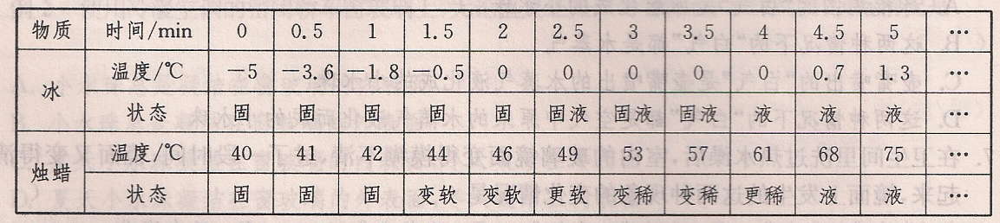 物质 时间/min 0 0.5 1 1.5 2 2.5 3 3.5 4 4.5 5 …
冰 温度/℃ −5 −3.6 −1.8 −0.5 0 0 0 0 0 0.7 1.3 …
状态 固 固 固 固 固 固液 固液 固液 液 液 液 …
烛蜡 温度/℃ 40 41 42 44 46 49 53 57 61 68 75 …
状态 固 固 固 变软 变软 更软 变稀 变稀 更稀 液 液 …